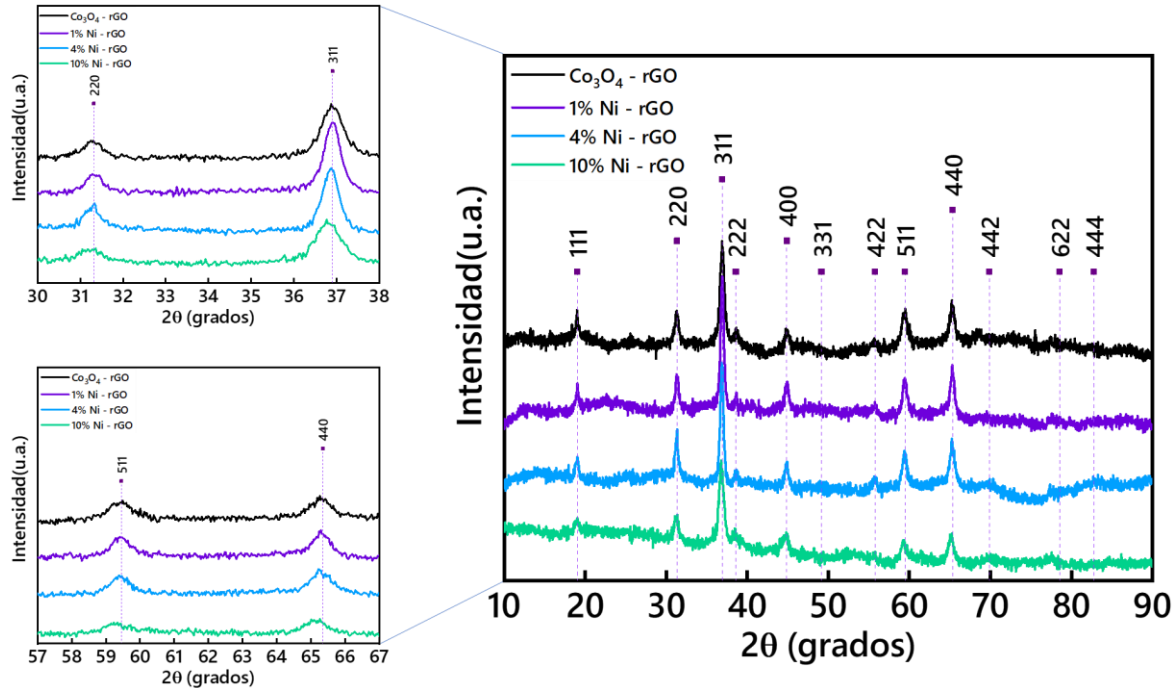 Co₃O₄ - rGO
1% Ni - rGO
4% Ni - rGO
10% Ni - rGO
220
311
Intensidad(u.a.)
30 31 32 33 34 35 36 37 38
2θ (grados)
Co₃O₄ - rGO
1% Ni - rGO
4% Ni - rGO
10% Ni - rGO
511
440
Intensidad(u.a.)
57 58 59 60 61 62 63 64 65 66 67
2θ (grados)
Co₃O₄ - rGO
1% Ni - rGO
4% Ni - rGO
10% Ni - rGO
111
220
311
222
400
331
422
511
440
442
622
444
Intensidad(u.a.)
10 20 30 40 50 60 70 80 90
2θ (grados)